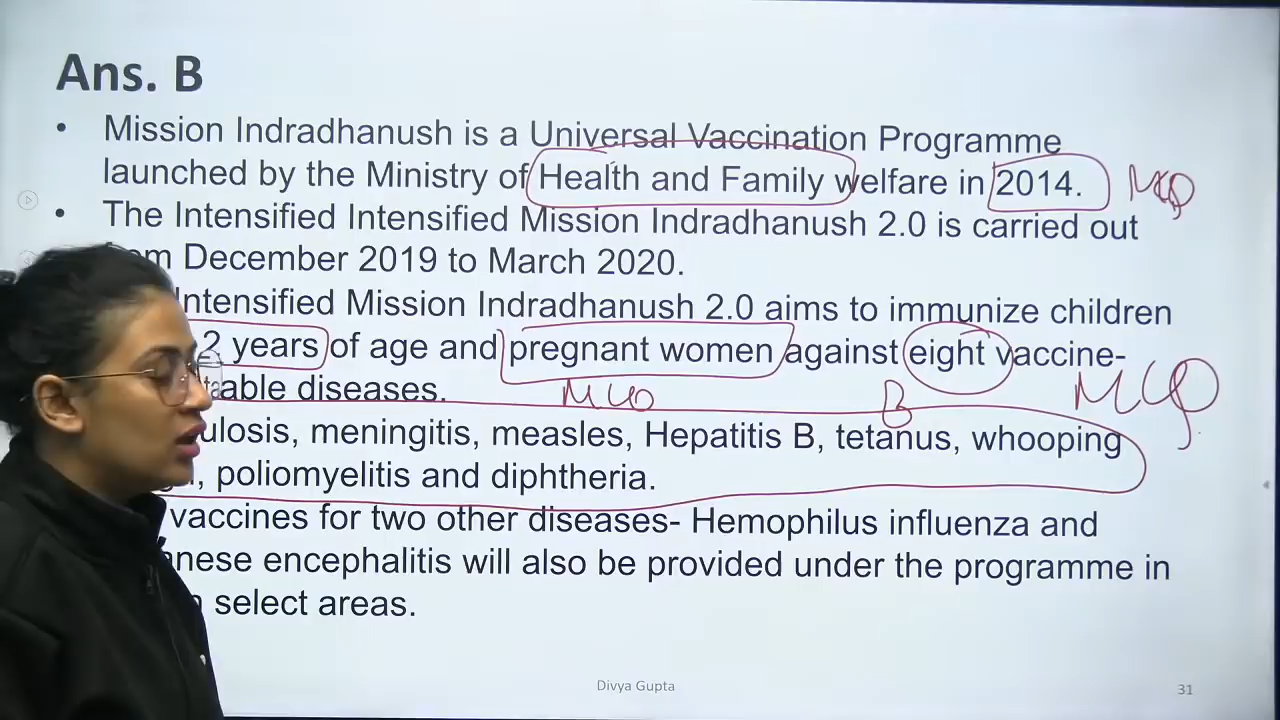 Ans. B
• Mission Indradhanush is a Universal Vaccination Programme
launched by the Ministry of Health and Family welfare in 2014. MCQ
• The Intensified Intensified Mission Indradhanush 2.0 is carried out
December 2019 to March 2020.
Intensified Mission Indradhanush 2.0 aims to immunize children
2 years of age and pregnant women against eight vaccine-
diseases.
MCQ B MCQ
meningitis, measles, Hepatitis B, tetanus, whooping
poliomyelitis and diphtheria.
vaccines for two other diseases- Hemophilus influenza and
encephalitis will also be provided under the programme in
select areas.
Divya Gupta
31